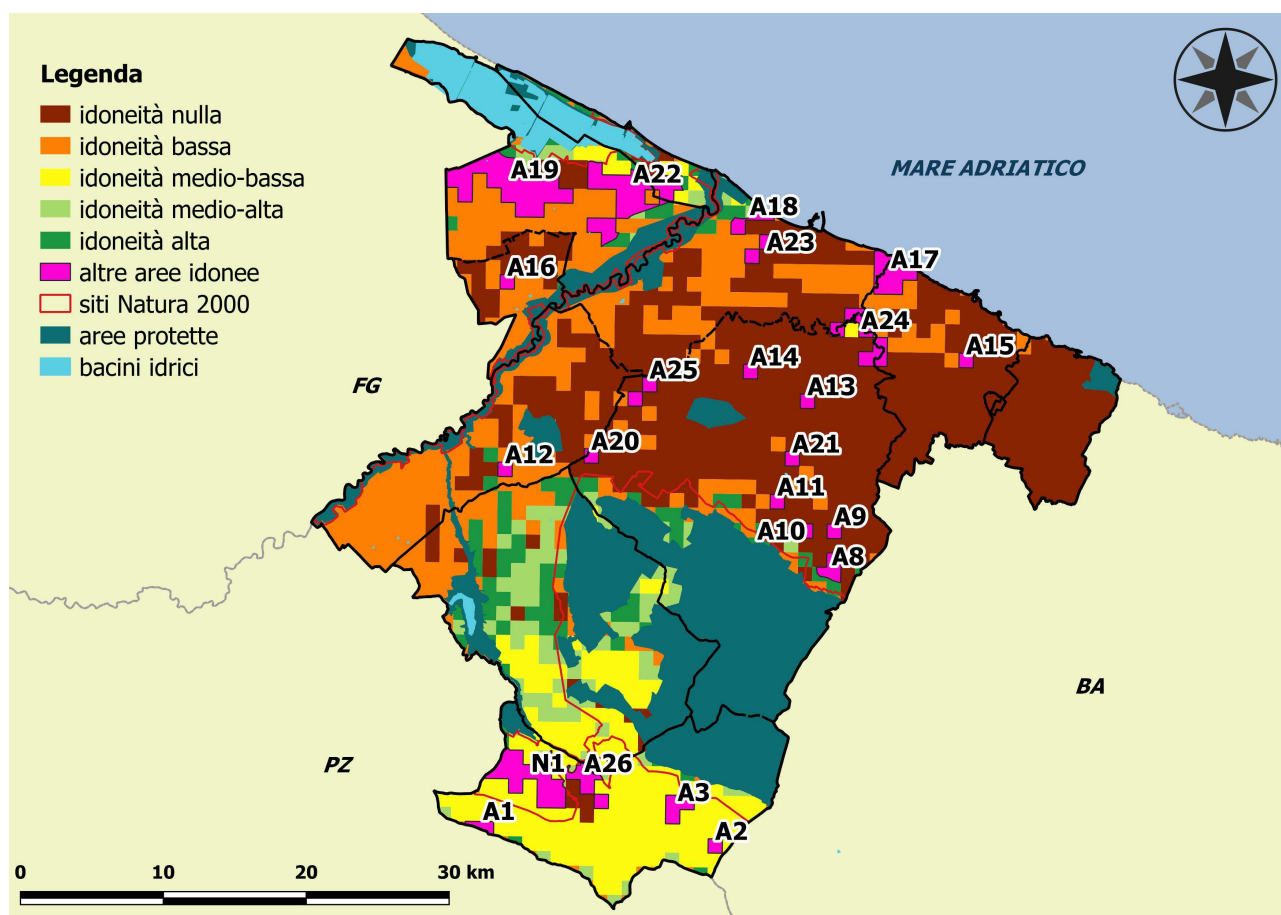 Legenda
idoneità nulla
idoneità bassa
idoneità medio-bassa
idoneità medio-alta
idoneità alta
altre aree idonee
siti Natura 2000
aree protette
bacini idrici
MARE ADRIATICO
A19
A22
A18
A23
A17
A16
A24
A15
A14
A25
A13
FG
A20
A21
A12
A11
A10
A9
A8
BA
PZ
N1
A26
A3
A1
A2
0
10
20
30 km